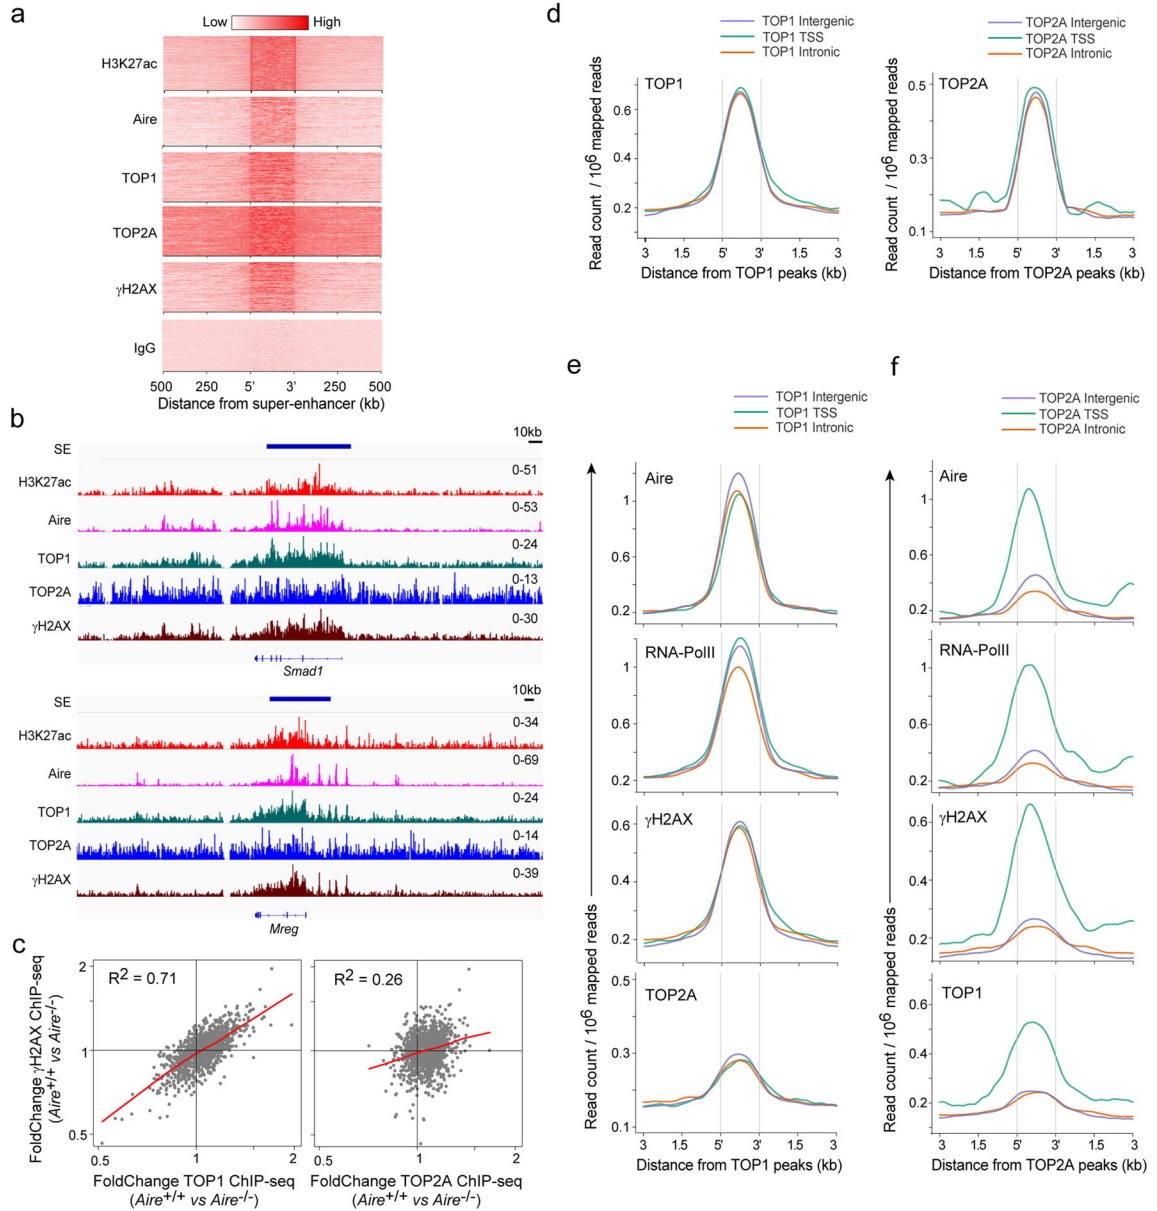 a
Low High
H3K27ac
Aire
TOP1
TOP2A
γH2AX
IgG
500 250 5' 3' 250 500
Distance from super-enhancer (kb)
b
10kb
SE
H3K27ac 0-51
Aire 0-53
TOP1 0-24
TOP2A 0-13
γH2AX 0-30
Smad1
10kb
SE
H3K27ac 0-34
Aire 0-69
TOP1 0-24
TOP2A 0-14
γH2AX 0-39
Mreg
c
FoldChange γH2AX ChIP-seq
(Aire+/+ vs Aire-/-)
2
1
0.5
R2 = 0.71
0.5 1 2
FoldChange TOP1 ChIP-seq
(Aire+/+ vs Aire-/-)
R2 = 0.26
0.5 1 2
FoldChange TOP2A ChIP-seq
(Aire+/+ vs Aire-/-)
d
TOP1 Intergenic
TOP1 TSS
TOP1 Intronic
TOP1
Read count / 106 mapped reads
0.6
0.4
0.2
3 1.5 5' 3' 1.5 3
Distance from TOP1 peaks (kb)
TOP2A Intergenic
TOP2A TSS
TOP2A Intronic
TOP2A
Read count / 106 mapped reads
0.5
0.3
0.1
3 1.5 5' 3' 1.5 3
Distance from TOP2A peaks (kb)
e
TOP1 Intergenic
TOP1 TSS
TOP1 Intronic
Read count / 106 mapped reads
Aire
1
0.6
0.2
RNA-PolII
1
0.6
0.2
γH2AX
0.6
0.4
0.2
TOP2A
0.5
0.3
0.1
3 1.5 5' 3' 1.5 3
Distance from TOP1 peaks (kb)
f
TOP2A Intergenic
TOP2A TSS
TOP2A Intronic
Read count / 106 mapped reads
Aire
1
0.6
0.2
RNA-PolII
1
0.6
0.2
γH2AX
0.6
0.4
0.2
TOP1
0.6
0.4
0.2
3 1.5 5' 3' 1.5 3
Distance from TOP2A peaks (kb)